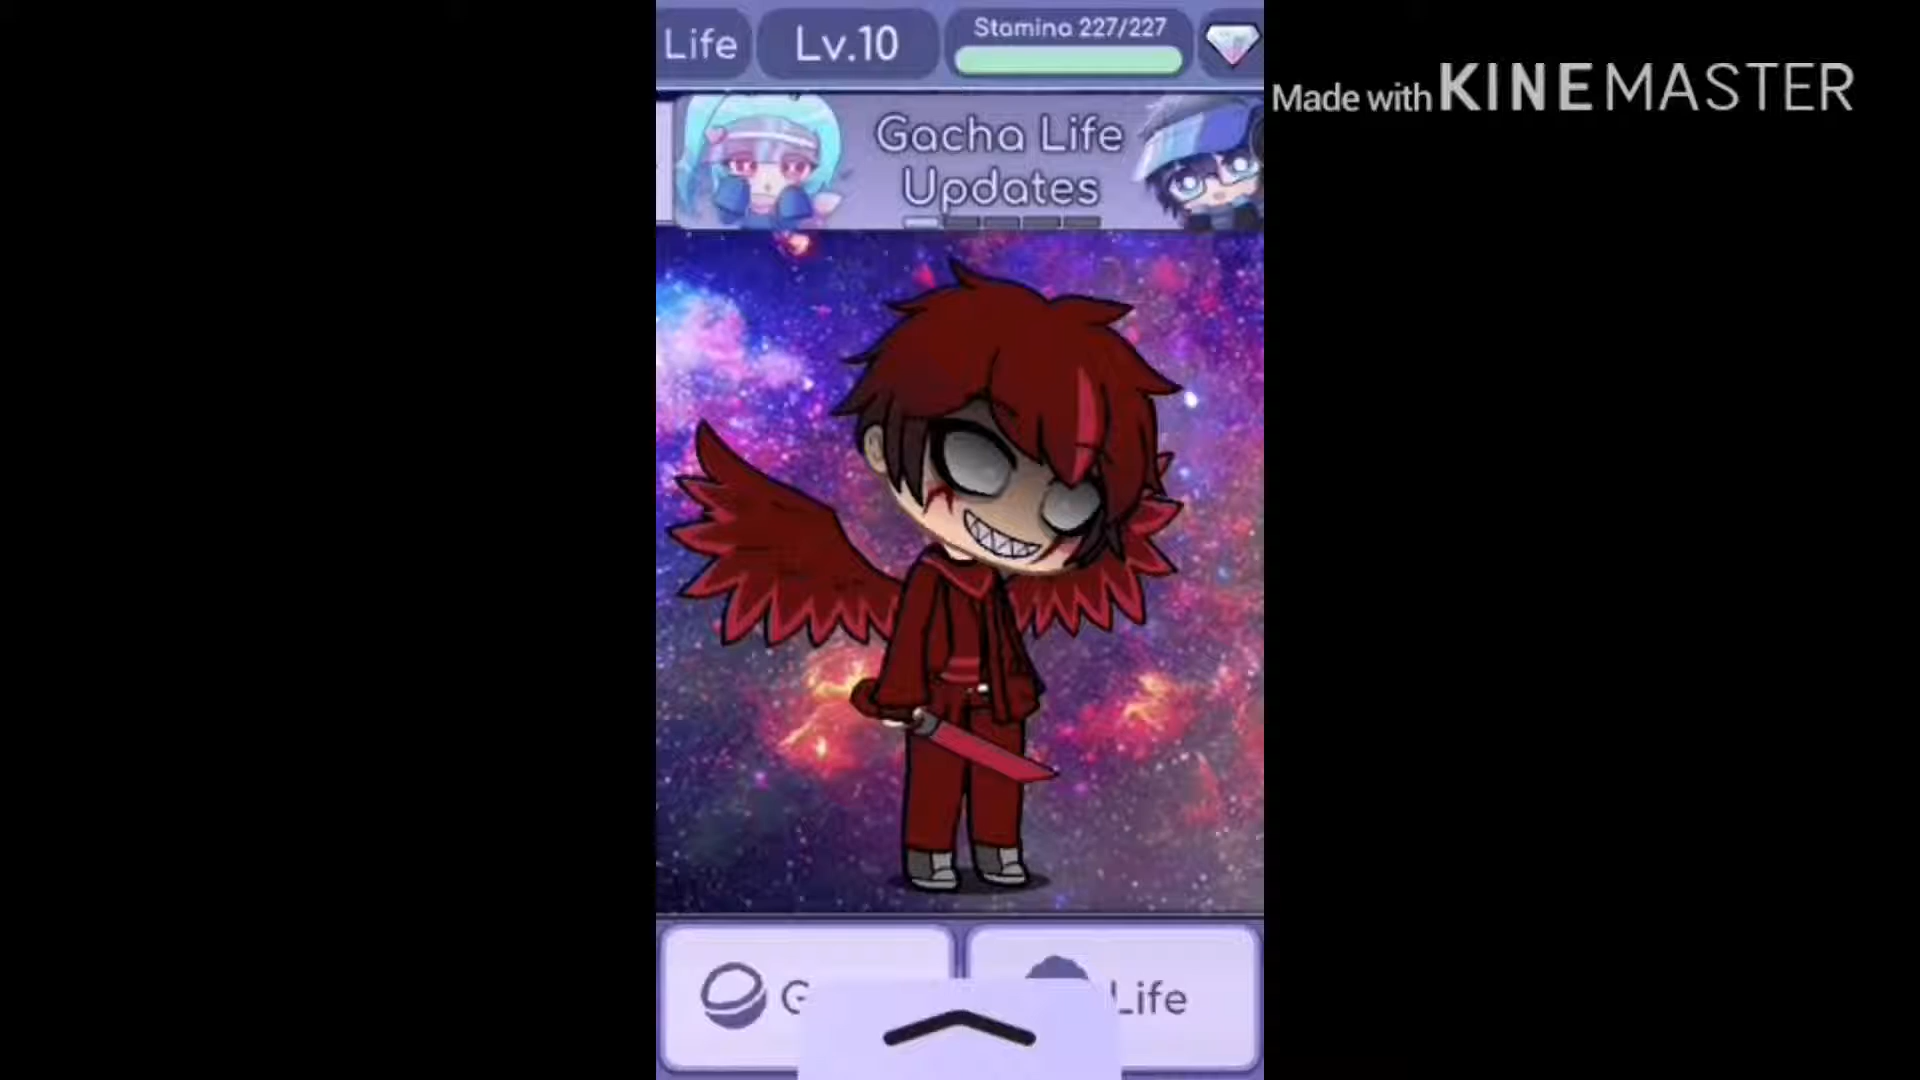 Life
Lv.10
Stamina 227/227
Made with KINEMASTER
Gacha Life
Updates
G
Life